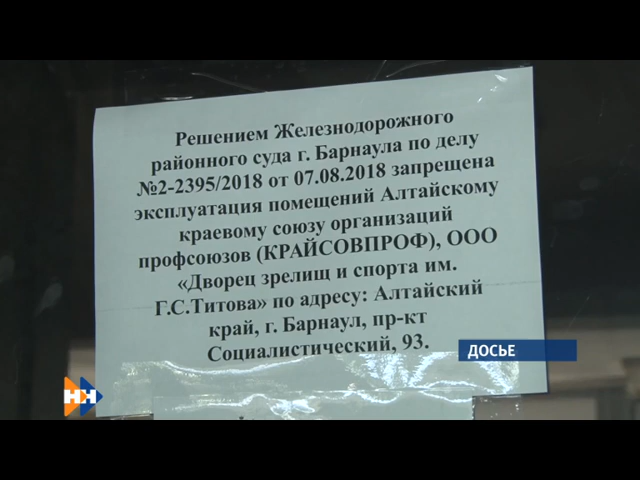 Решением Железнодорожного
районного суда г. Барнаула по делу
№2-2395/2018 от 07.08.2018 запрещена
эксплуатация помещений Алтайскому
краевому союзу организаций
профсоюзов (КРАЙСОВПРОФ), ООО
«Дворец зрелищ и спорта им.
Г.С.Титова» по адресу: Алтайский
край, г. Барнаул, пр-кт
Социалистический, 93.
ДОСЬЕ
НН